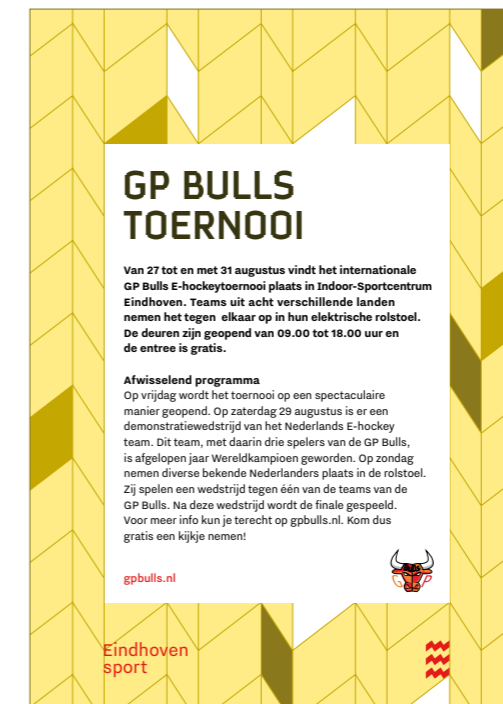 GP BULLS
TOERNOOI
Van 27 tot en met 31 augustus vindt het internationale
GP Bulls E-hockeytoernooi plaats in Indoor-Sportcentrum
Eindhoven. Teams uit acht verschillende landen
nemen het tegen elkaar op in hun elektrische rolstoel.
De deuren zijn geopend van 09.00 tot 18.00 uur en
de entree is gratis.
Afwisselend programma
Op vrijdag wordt het toernooi op een spectaculaire
manier geopend. Op zaterdag 29 augustus is er een
demonstratiewedstrijd van het Nederlands E-hockey
team. Dit team, met daarin drie spelers van de GP Bulls,
is afgelopen jaar Wereldkampioen geworden. Op zondag
nemen diverse bekende Nederlanders plaats in de rolstoel.
Zij spelen een wedstrijd tegen één van de teams van de
GP Bulls. Na deze wedstrijd wordt de finale gespeeld.
Voor meer info kun je terecht op gpbulls.nl. Kom dus
gratis een kijkje nemen!
gpbulls.nl
G P
Eindhoven
sport